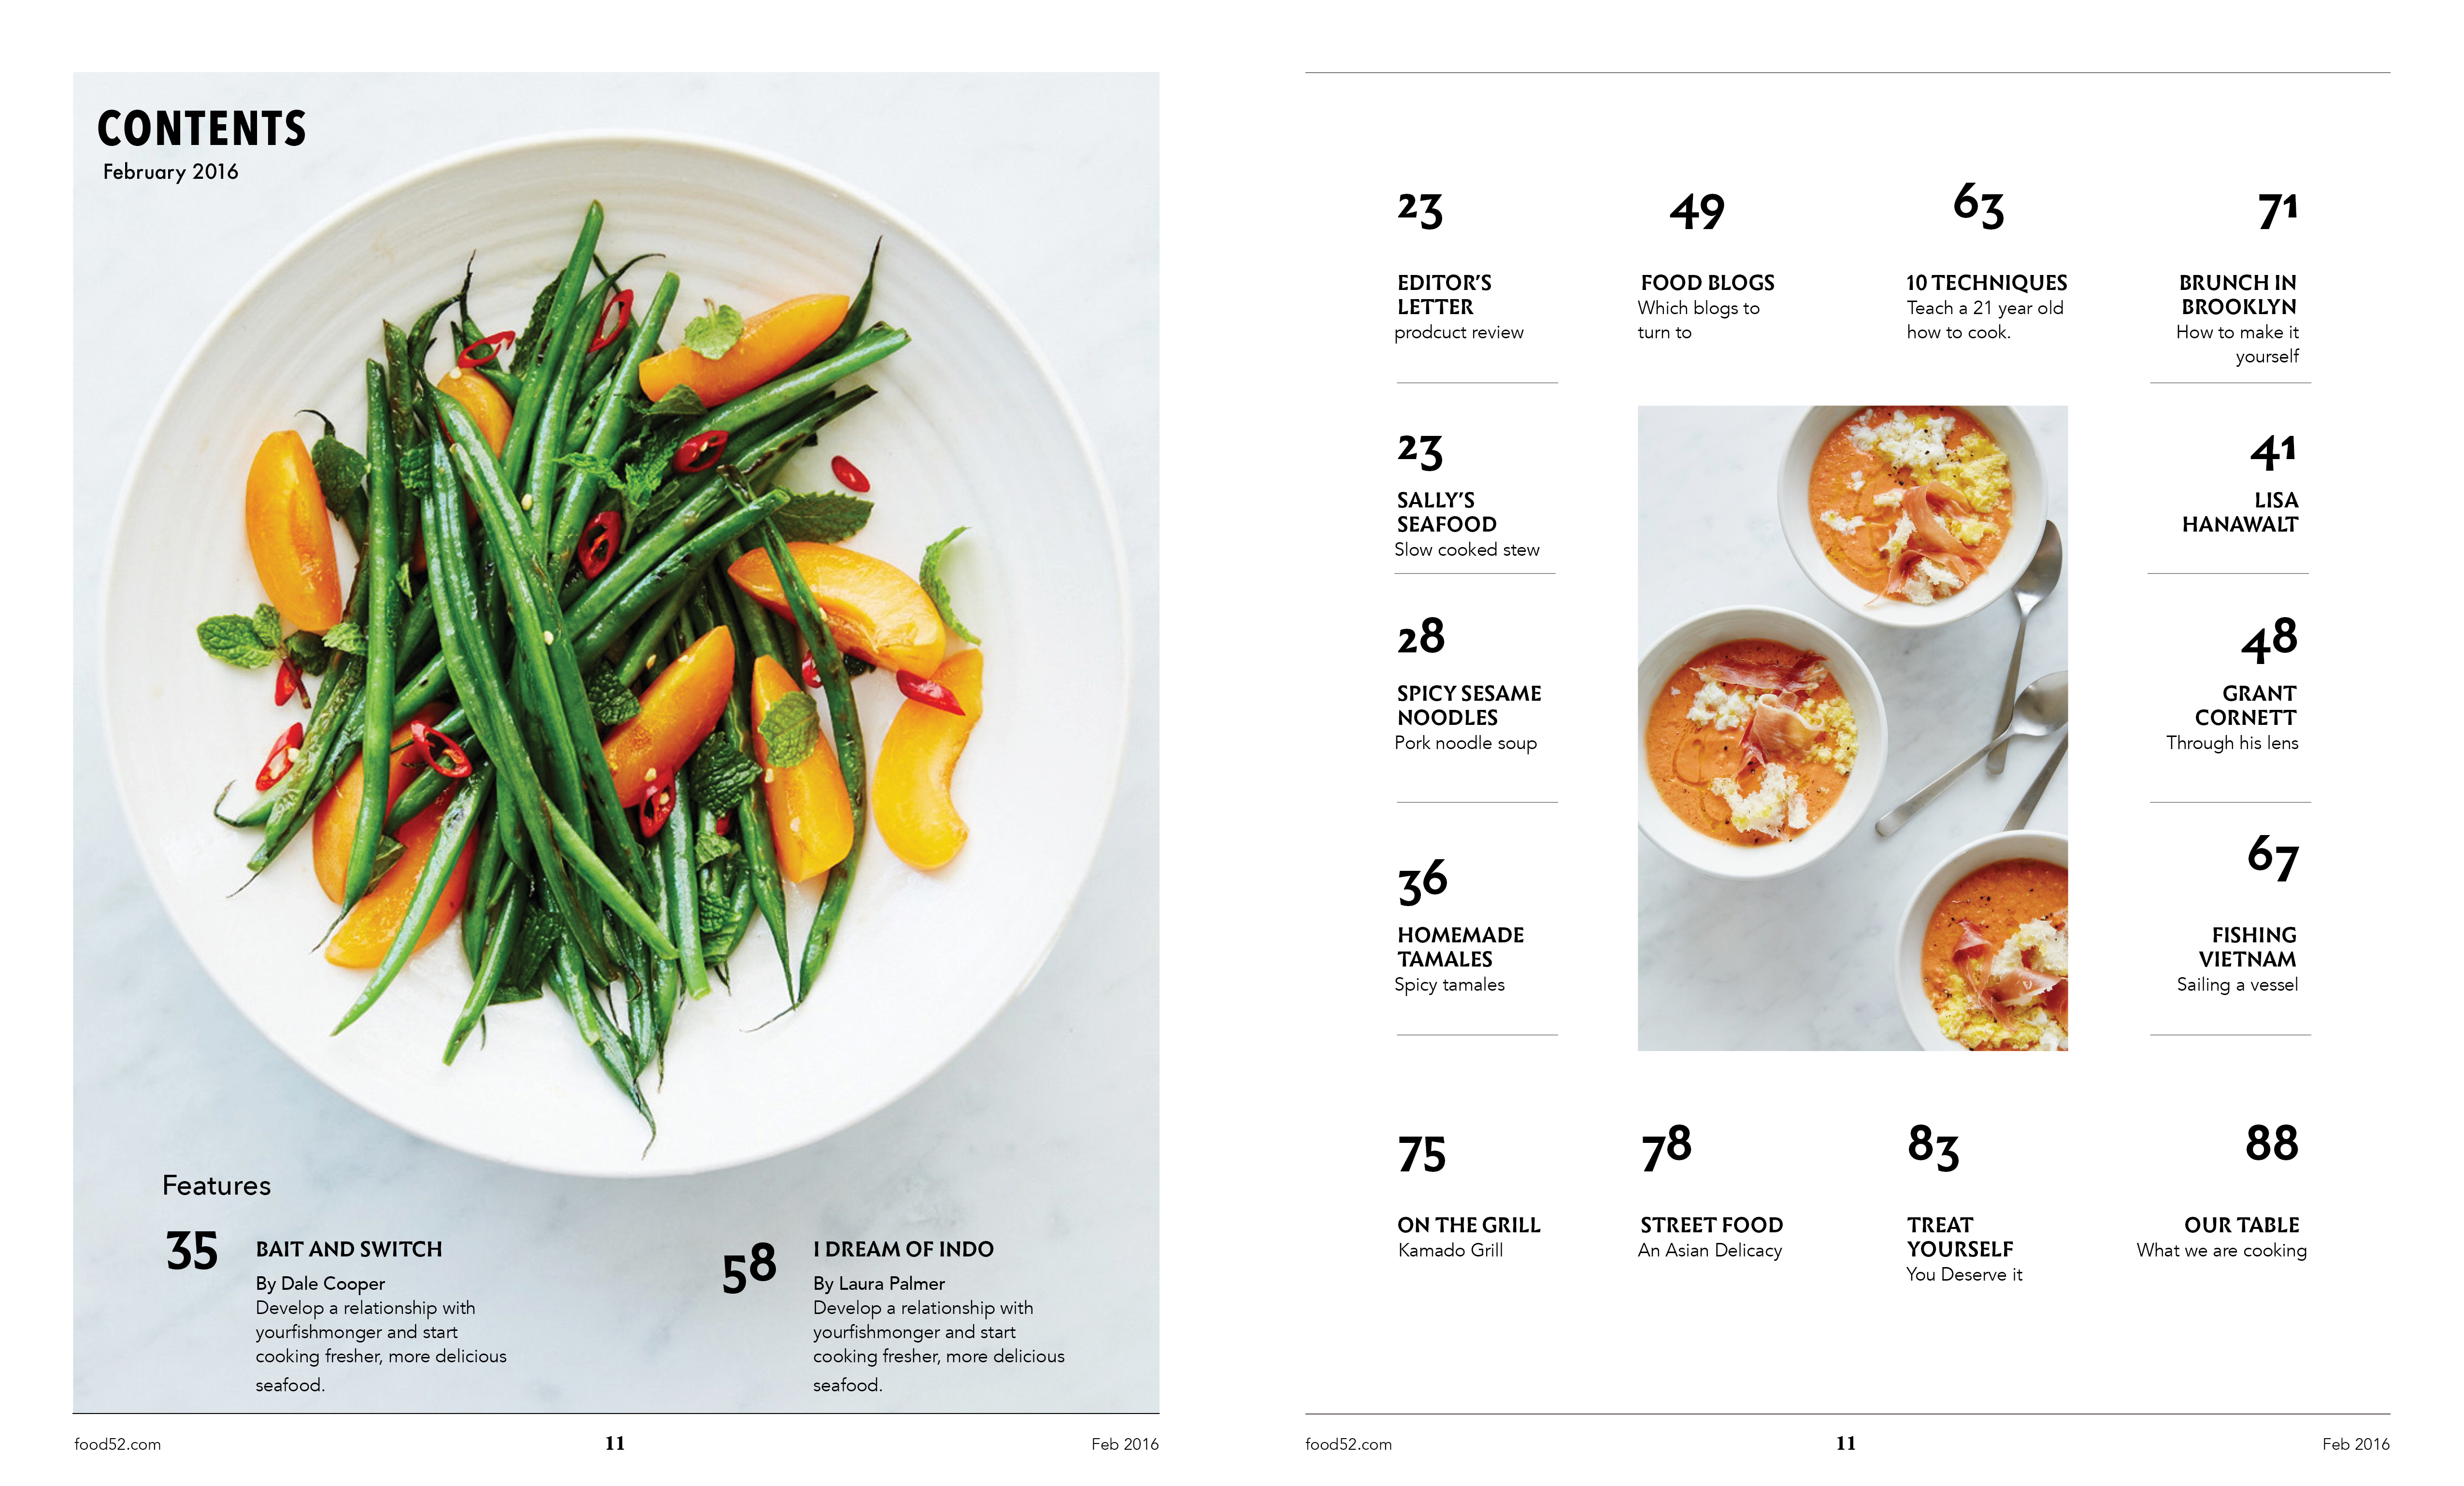 CONTENTS
February 2016
Features
35
BAIT AND SWITCH
By Dale Cooper
Develop a relationship with
yourfishmonger and start
cooking fresher, more delicious
seafood.
58
I DREAM OF INDO
By Laura Palmer
Develop a relationship with
yourfishmonger and start
cooking fresher, more delicious
seafood.
food52.com
11
Feb 2016
23
EDITOR’S
LETTER
prodcuct review
49
FOOD BLOGS
Which blogs to
turn to
63
10 TECHNIQUES
Teach a 21 year old
how to cook.
71
BRUNCH IN
BROOKLYN
How to make it
yourself
23
SALLY’S
SEAFOOD
Slow cooked stew
28
SPICY SESAME
NOODLES
Pork noodle soup
36
HOMEMADE
TAMALES
Spicy tamales
41
LISA
HANAWALT
48
GRANT
CORNETT
Through his lens
67
FISHING
VIETNAM
Sailing a vessel
75
ON THE GRILL
Kamado Grill
78
STREET FOOD
An Asian Delicacy
83
TREAT
YOURSELF
You Deserve it
88
OUR TABLE
What we are cooking
food52.com
11
Feb 2016